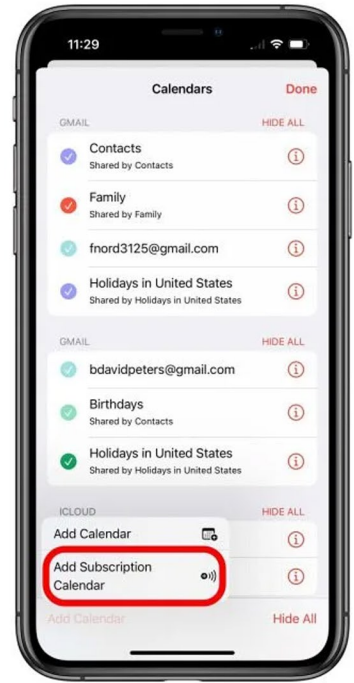 11:29
Calendars
Done
GMAIL
HIDE ALL
Contacts
Shared by Contacts
Family
Shared by Family
fnord3125@gmail.com
Holidays in United States
Shared by Holidays in United States
GMAIL
HIDE ALL
bdavidpeters@gmail.com
Birthdays
Shared by Contacts
Holidays in United States
Shared by Holidays in United States
ICLOUD
HIDE ALL
Add Calendar
Add Subscription
Calendar
Add Calendar
Hide All